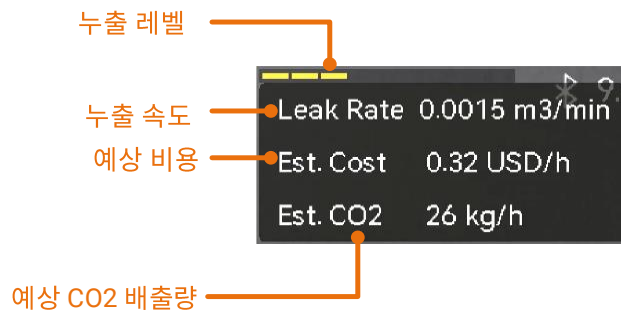 누출 레벨
누출 속도
예상 비용
예상 CO2 배출량
9.
Leak Rate 0.0015 m3/min
Est. Cost 0.32 USD/h
Est. CO2 26 kg/h